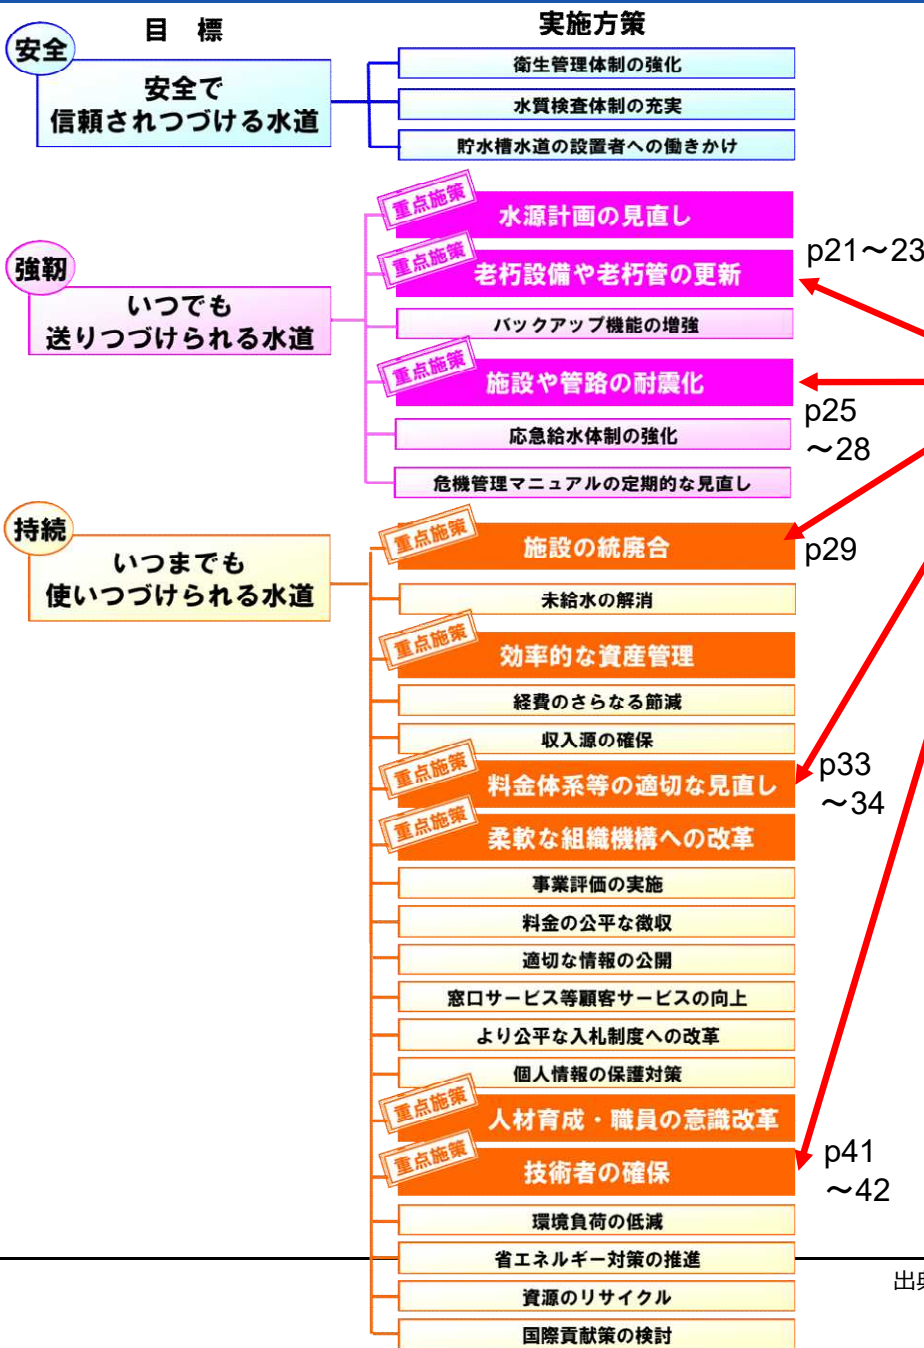 目 標
実施方策
安全
安全で
信頼されつづける水道
衛生管理体制の強化
水質検査体制の充実
貯水槽水道の設置者への働きかけ
強靭
いつでも
送りつづけられる水道
重点施策
水源計画の見直し
重点施策
老朽設備や老朽管の更新
p21～23
バックアップ機能の増強
重点施策
施設や管路の耐震化
p25
～28
応急給水体制の強化
危機管理マニュアルの定期的な見直し
持続
いつまでも
使いつづけられる水道
重点施策
施設の統廃合
p29
未給水の解消
重点施策
効率的な資産管理
経費のさらなる節減
収入源の確保
重点施策
料金体系等の適切な見直し
p33
～34
重点施策
柔軟な組織機構への改革
事業評価の実施
料金の公平な徴収
適切な情報の公開
窓口サービス等顧客サービスの向上
より公平な入札制度への改革
個人情報の保護対策
重点施策
人材育成・職員の意識改革
重点施策
技術者の確保
p41
～42
環境負荷の低減
省エネルギー対策の推進
資源のリサイクル
国際貢献策の検討
出典